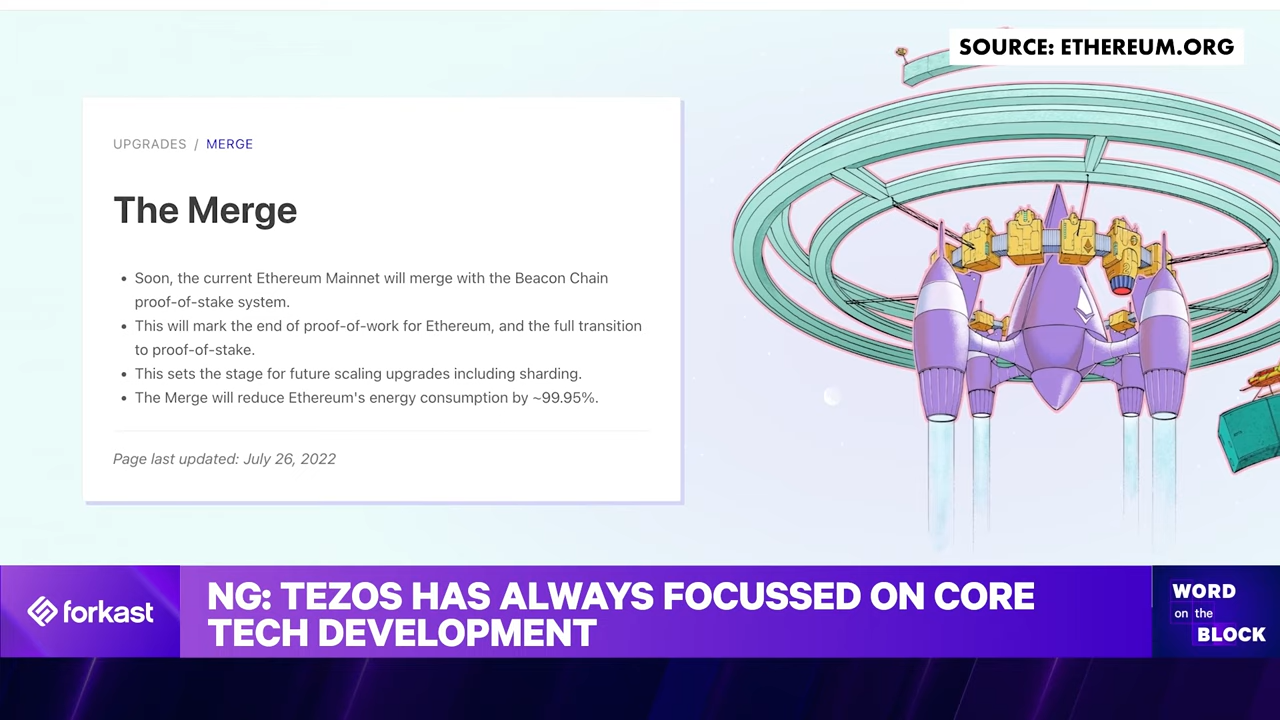 SOURCE: ETHEREUM.ORG
UPGRADES / MERGE
The Merge
• Soon, the current Ethereum Mainnet will merge with the Beacon Chain
proof-of-stake system.
• This will mark the end of proof-of-work for Ethereum, and the full transition
to proof-of-stake.
• This sets the stage for future scaling upgrades including sharding.
• The Merge will reduce Ethereum's energy consumption by ~99.95%.
Page last updated: July 26, 2022
forkast
NG: TEZOS HAS ALWAYS FOCUSSED ON CORE
TECH DEVELOPMENT
WORD
on the
BLOCK